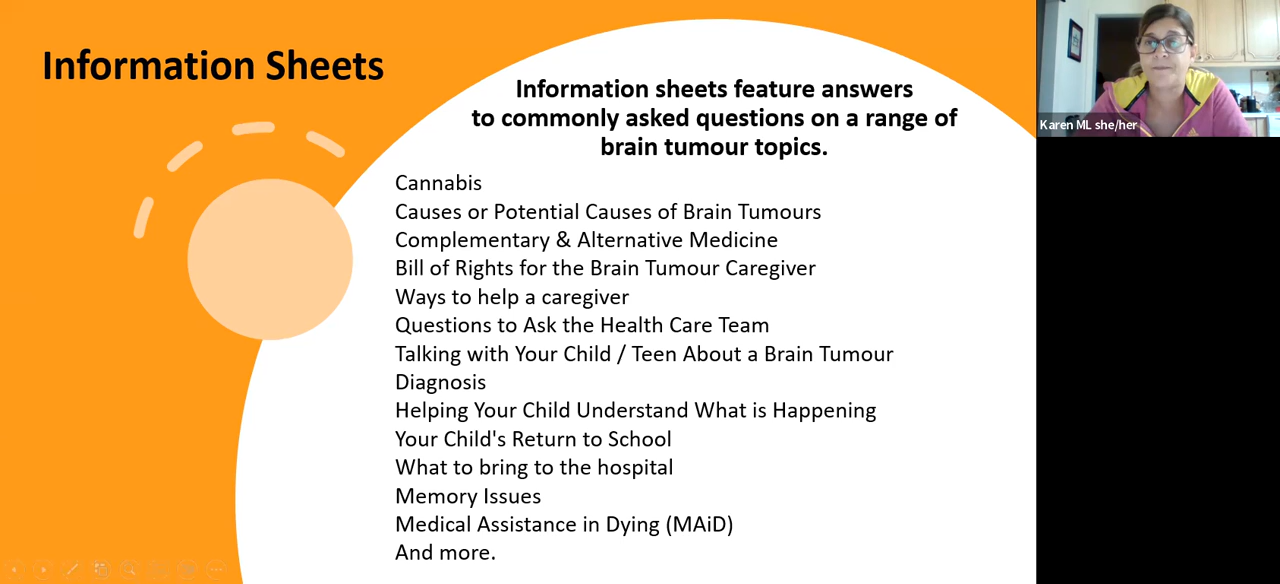 Information Sheets
Information sheets feature answers
to commonly asked questions on a range of
brain tumour topics.
Cannabis
Causes or Potential Causes of Brain Tumours
Complementary & Alternative Medicine
Bill of Rights for the Brain Tumour Caregiver
Ways to help a caregiver
Questions to Ask the Health Care Team
Talking with Your Child / Teen About a Brain Tumour
Diagnosis
Helping Your Child Understand What is Happening
Your Child's Return to School
What to bring to the hospital
Memory Issues
Medical Assistance in Dying (MAiD)
And more.
Karen ML she/her